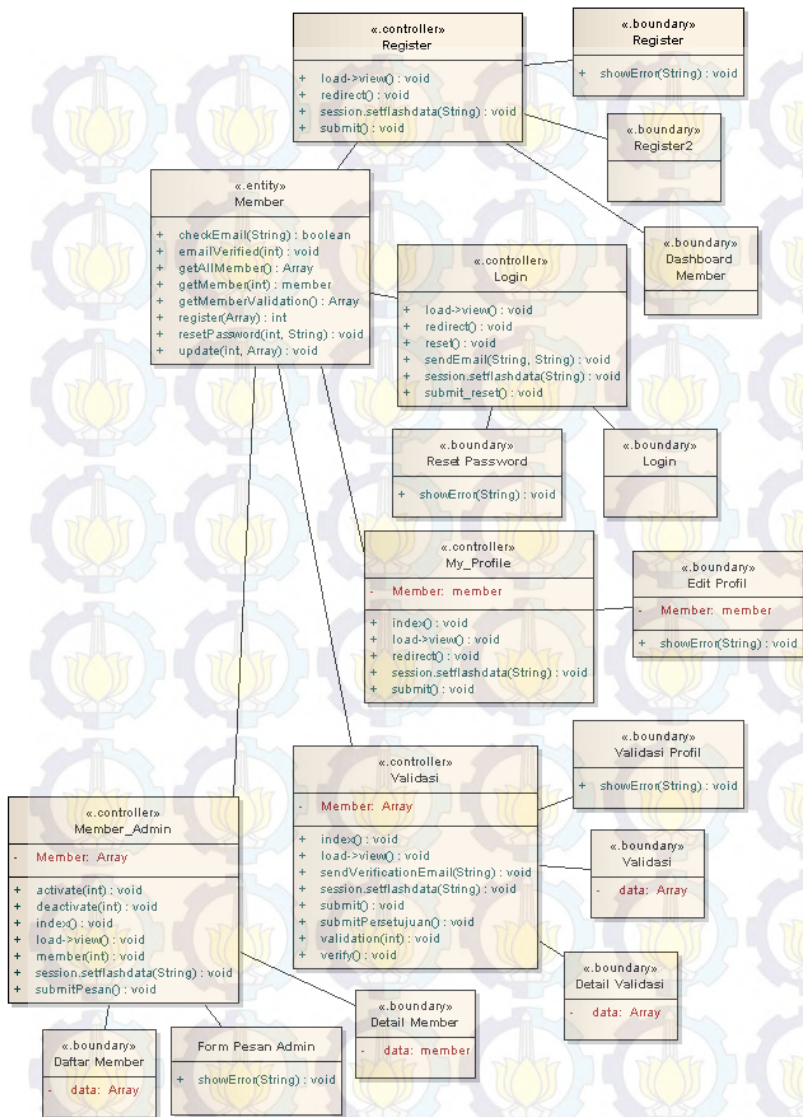 «.controller»
Register
+ load->view() : void
+ redirect() : void
+ session.setflashdata(String) : void
+ submit() : void
«.boundary»
Register
+ showError(String) : void
«.boundary»
Register2
«.boundary»
Dashboard
Member
«.entity»
Member
+ checkEmail(String) : boolean
+ emailVerified(int) : void
+ getAllMember() : Array
+ getMember(int) : member
+ getMemberValidation() : Array
+ register(Array) : int
+ resetPassword(int, String) : void
+ update(int, Array) : void
«.controller»
Login
+ load->view() : void
+ redirect() : void
+ reset() : void
+ sendEmail(String, String) : void
+ session.setflashdata(String) : void
+ submit_reset() : void
«.boundary»
Reset Password
+ showError(String) : void
«.boundary»
Login
«.controller»
My_Profile
- Member: member
+ index() : void
+ load->view() : void
+ redirect() : void
+ session.setflashdata(String) : void
+ submit() : void
«.boundary»
Edit Profil
- Member: member
+ showError(String) : void
«.controller»
Validasi
- Member: Array
+ index() : void
+ load->view() : void
+ sendVerificationEmail(String) : void
+ session.setflashdata(String) : void
+ submit() : void
+ submitPersetujuan() : void
+ validation(int) : void
+ verify() : void
«.boundary»
Validasi Profil
+ showError(String) : void
«.boundary»
Validasi
- data: Array
«.boundary»
Detail Validasi
- data: Array
«.controller»
Member_Admin
- Member: Array
+ activate(int) : void
+ deactivate(int) : void
+ index() : void
+ load->view() : void
+ member(int) : void
+ session.setflashdata(String) : void
+ submitPesan() : void
«.boundary»
Daftar Member
- data: Array
Form Pesan Admin
+ showError(String) : void
«.boundary»
Detail Member
- data: member